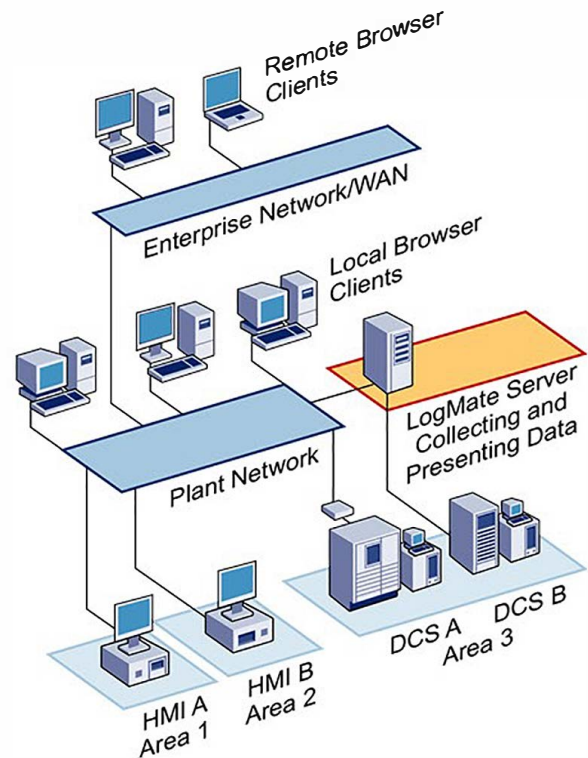 Remote Browser
Clients
Enterprise Network/WAN
Local Browser
Clients
LogMate Server
Collecting and
Presenting Data
Plant Network
DCS A
DCS B
Area 3
HMI A
Area 1
HMI B
Area 2